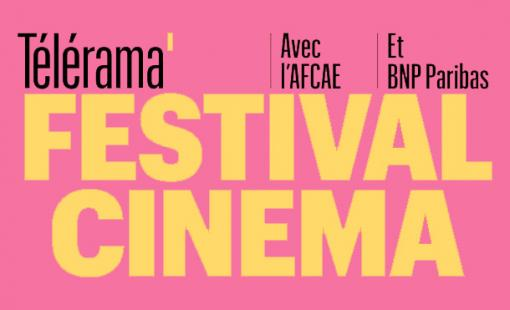 Télérama'
Avec
l'AFCAE
Et
BNP Paribas
FESTIVAL
CINEMA